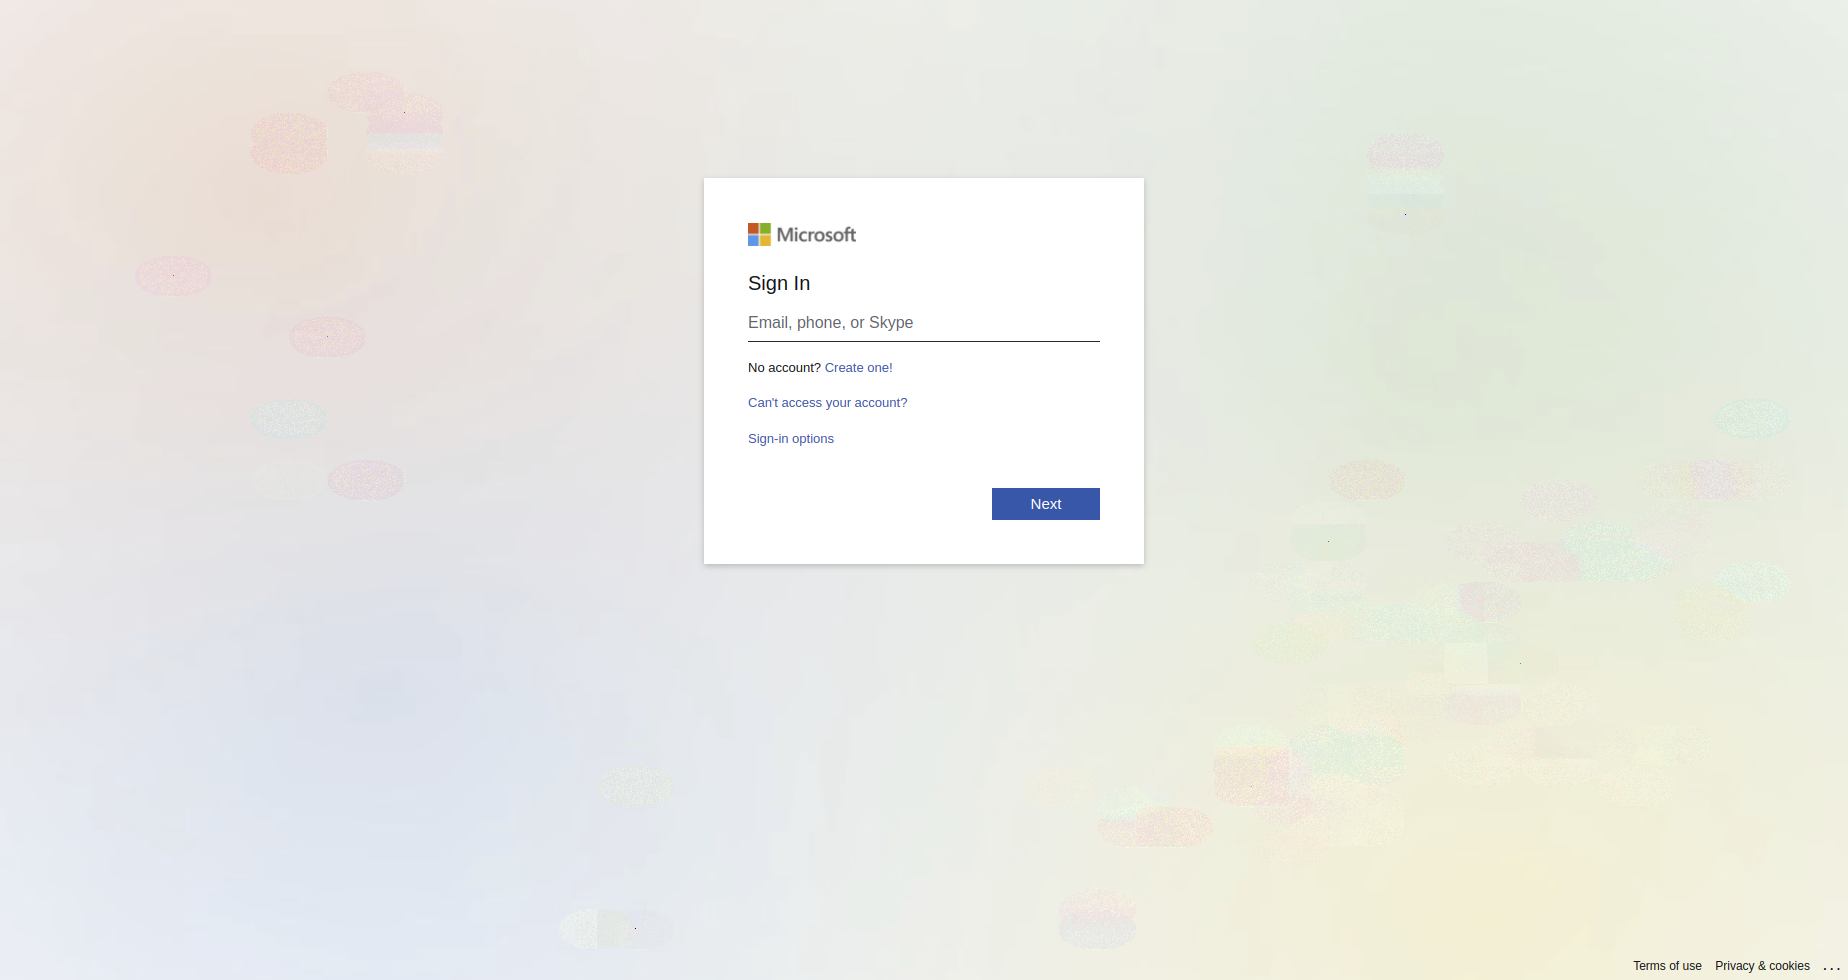 Microsoft
Sign In
Email, phone, or Skype
No account? Create one!
Can't access your account?
Sign-in options
Next
Terms of use Privacy & cookies ...